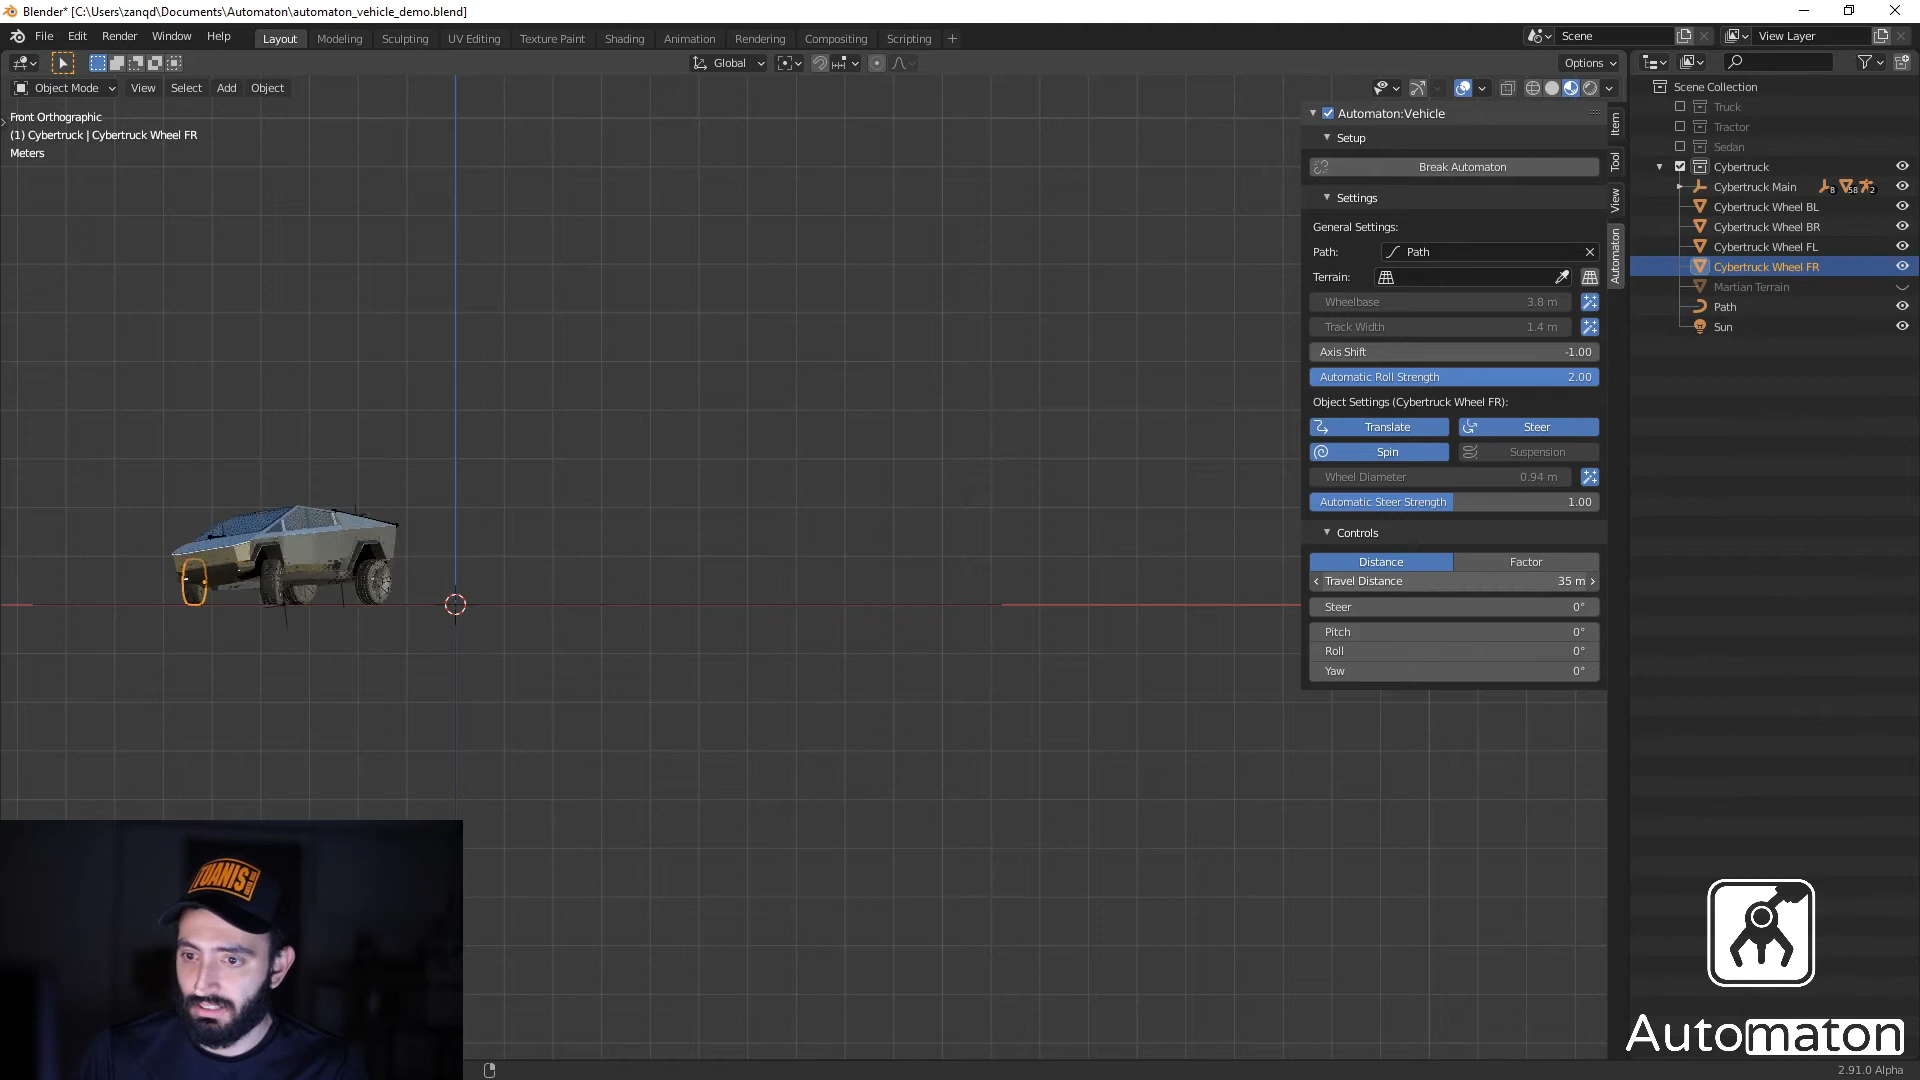 Blender* [C:\Users\zanqd\Documents\Automaton\automaton_vehicle_demo.blend]
File Edit Render Window Help
Layout Modeling Sculpting UV Editing Texture Paint Shading Animation Rendering Compositing Scripting +
Scene
View Layer
Global
Options
Object Mode View Select Add Object
Front Orthographic
(1) Cybertruck | Cybertruck Wheel FR
Meters
Automaton:Vehicle
Setup
Break Automaton
Settings
General Settings:
Path: Path
Terrain:
Wheelbase 3.8 m
Track Width 1.4 m
Axis Shift -1.00
Automatic Roll Strength 2.00
Object Settings (Cybertruck Wheel FR):
Translate Steer
Spin Suspension
Wheel Diameter 0.94 m
Automatic Steer Strength 1.00
Controls
Distance Factor
Travel Distance 35 m
Steer 0°
Pitch 0°
Roll 0°
Yaw 0°
Item
Tool
View
Automaton
Scene Collection
Truck
Tractor
Sedan
Cybertruck
Cybertruck Main 8 58 2
Cybertruck Wheel BL
Cybertruck Wheel BR
Cybertruck Wheel FL
Cybertruck Wheel FR
Martian Terrain
Path
Sun
TUANIS
Automaton
2.91.0 Alpha